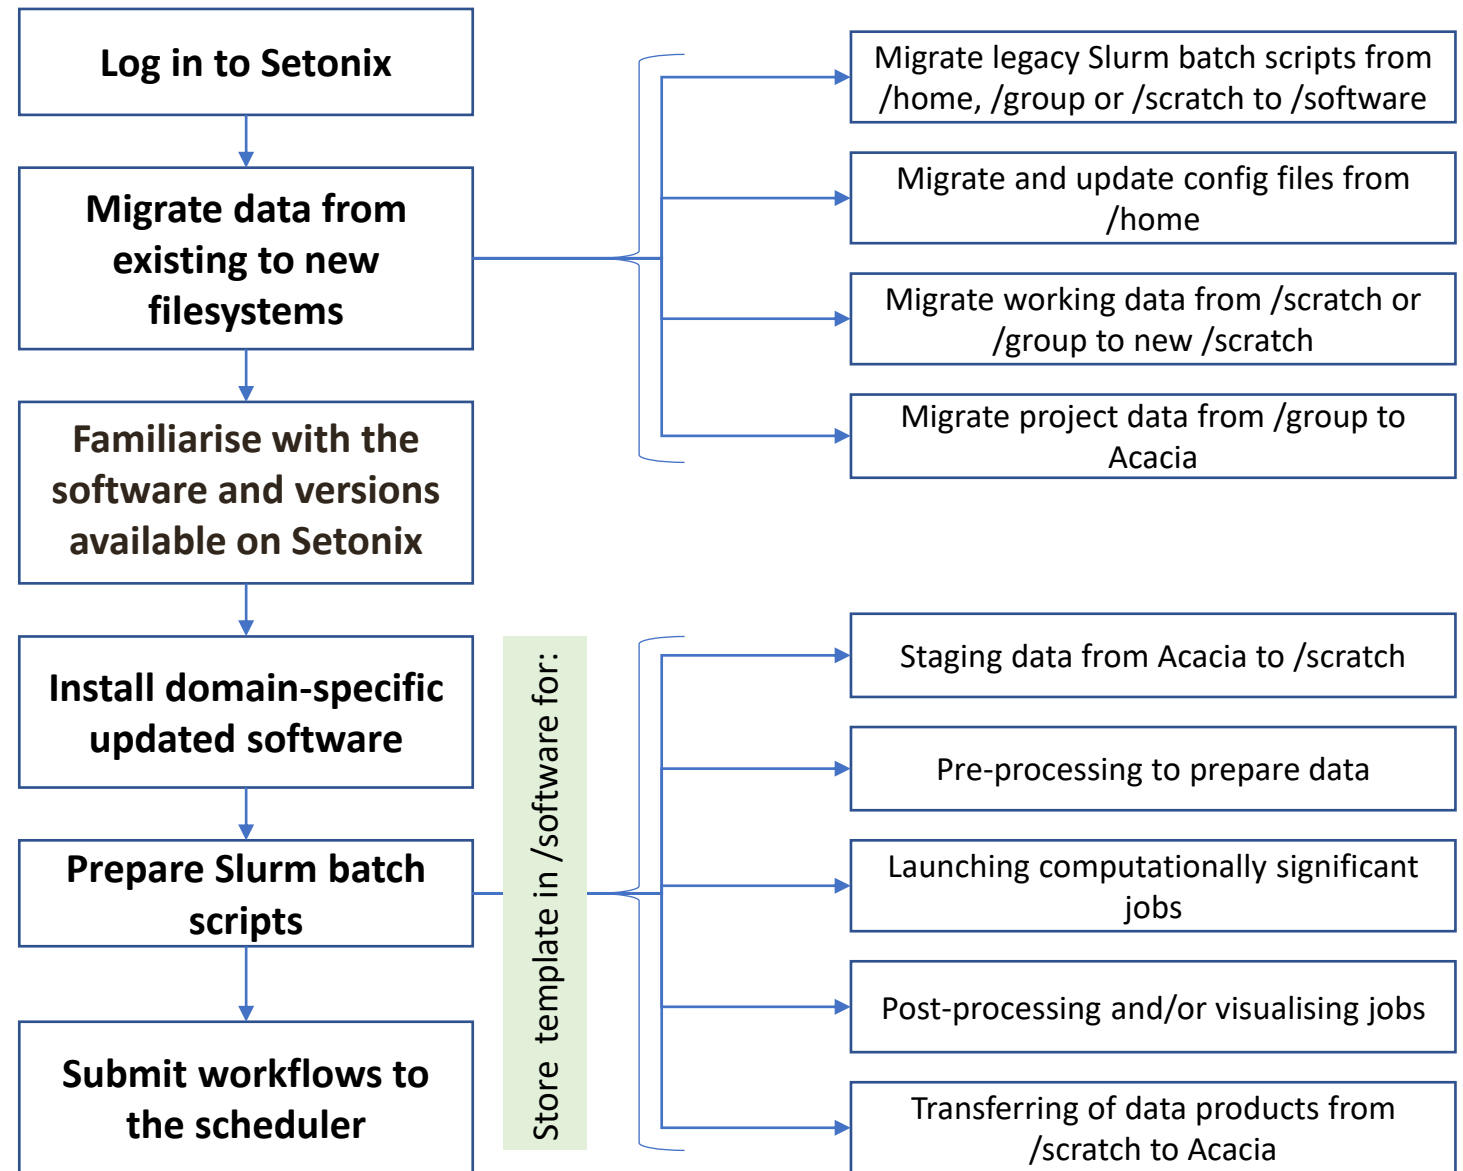 Log in to Setonix
Migrate data from
existing to new
filesystems
Familiarise with the
software and versions
available on Setonix
Install domain-specific
updated software
Prepare Slurm batch
scripts
Submit workflows to
the scheduler
Migrate legacy Slurm batch scripts from
/home, /group or /scratch to /software
Migrate and update config files from
/home
Migrate working data from /scratch or
/group to new /scratch
Migrate project data from /group to
Acacia
Store template in /software for:
Staging data from Acacia to /scratch
Pre-processing to prepare data
Launching computationally significant
jobs
Post-processing and/or visualising jobs
Transferring of data products from
/scratch to Acacia